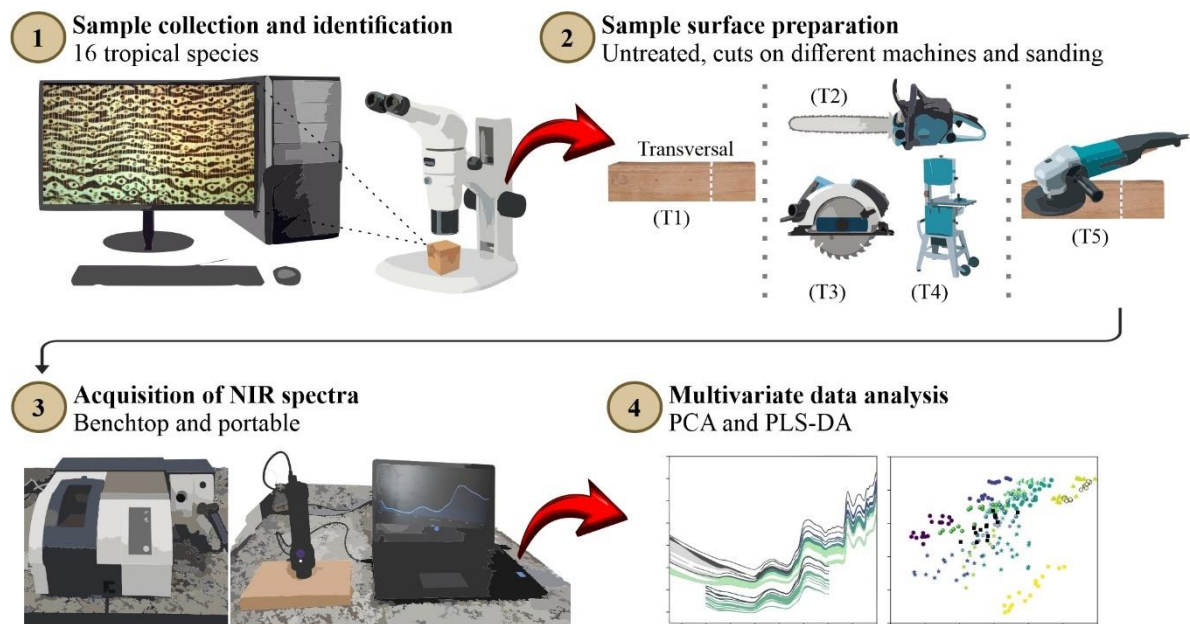 1
Sample collection and identification
16 tropical species
2
Sample surface preparation
Untreated, cuts on different machines and sanding
Transversal
(T1)
(T2)
(T3)
(T4)
(T5)
3
Acquisition of NIR spectra
Benchtop and portable
4
Multivariate data analysis
PCA and PLS-DA